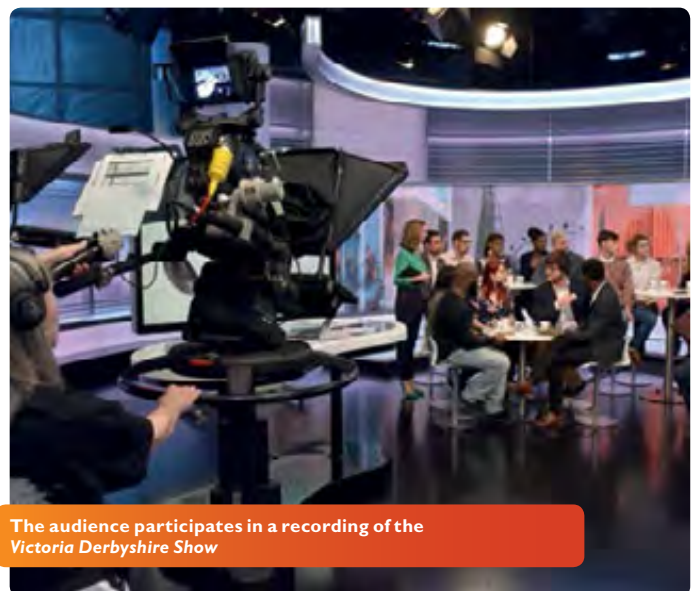 The audience participates in a recording of the
Victoria Derbyshire Show